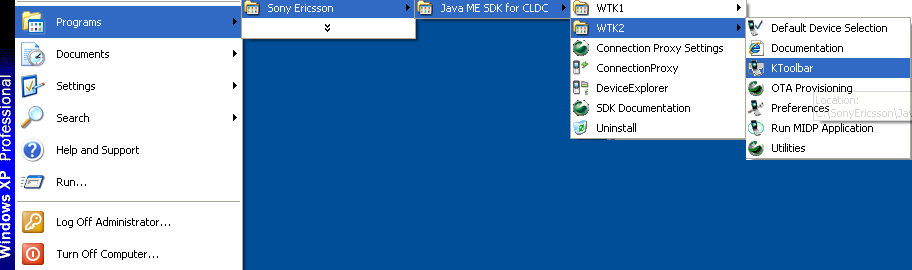 Windows XP Professional
Programs
Documents
Settings
Search
Help and Support
Run...
Log Off Administrator...
Turn Off Computer...
Sony Ericsson
Java ME SDK for CLDC
WTK1
WTK2
Connection Proxy Settings
ConnectionProxy
DeviceExplorer
SDK Documentation
Uninstall
Default Device Selection
Documentation
KToolbar
OTA Provisioning
Preferences
Run MIDP Application
Utilities
Location:
C:\SonyEricsson\Jav